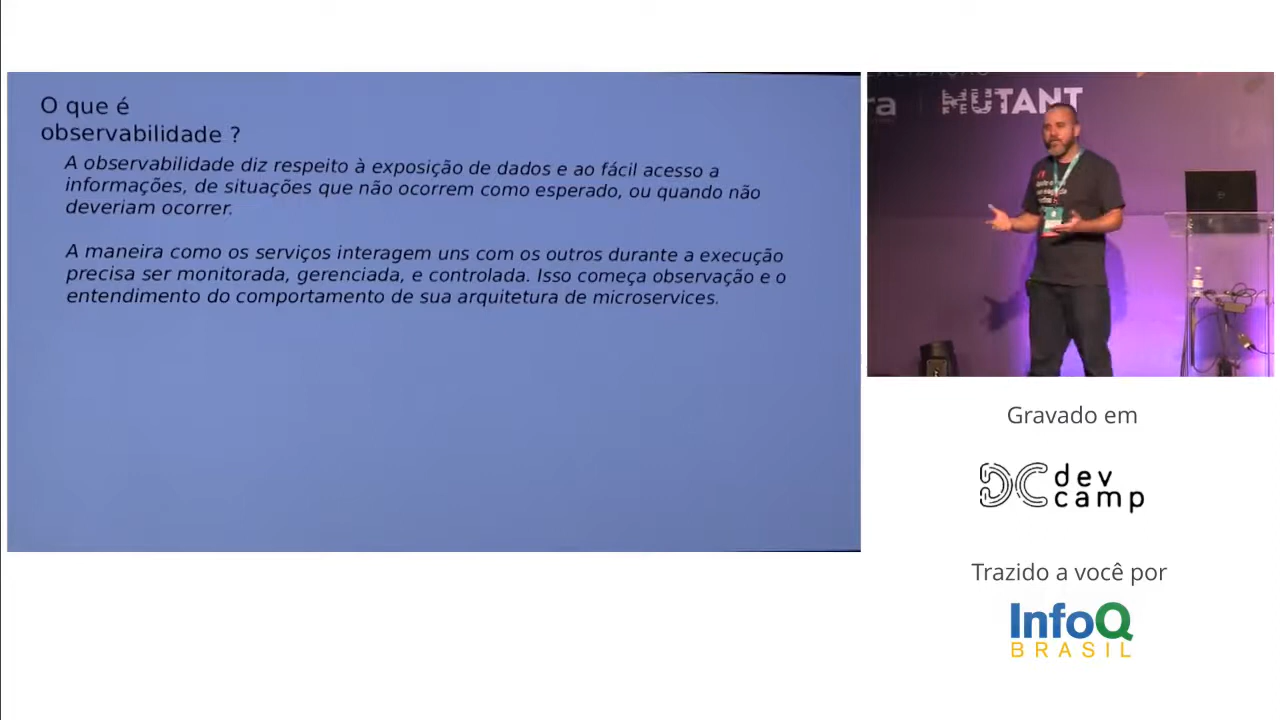 O que é
observabilidade ?
A observabilidade diz respeito à exposição de dados e ao fácil acesso a
informações, de situações que não ocorrem como esperado, ou quando não
deveriam ocorrer.
A maneira como os serviços interagem uns com os outros durante a execução
precisa ser monitorada, gerenciada, e controlada. Isso começa observação e o
entendimento do comportamento de sua arquitetura de microservices.
MUTANT
Gravado em
DC dev
camp
Trazido a você por
InfoQ
BRASIL